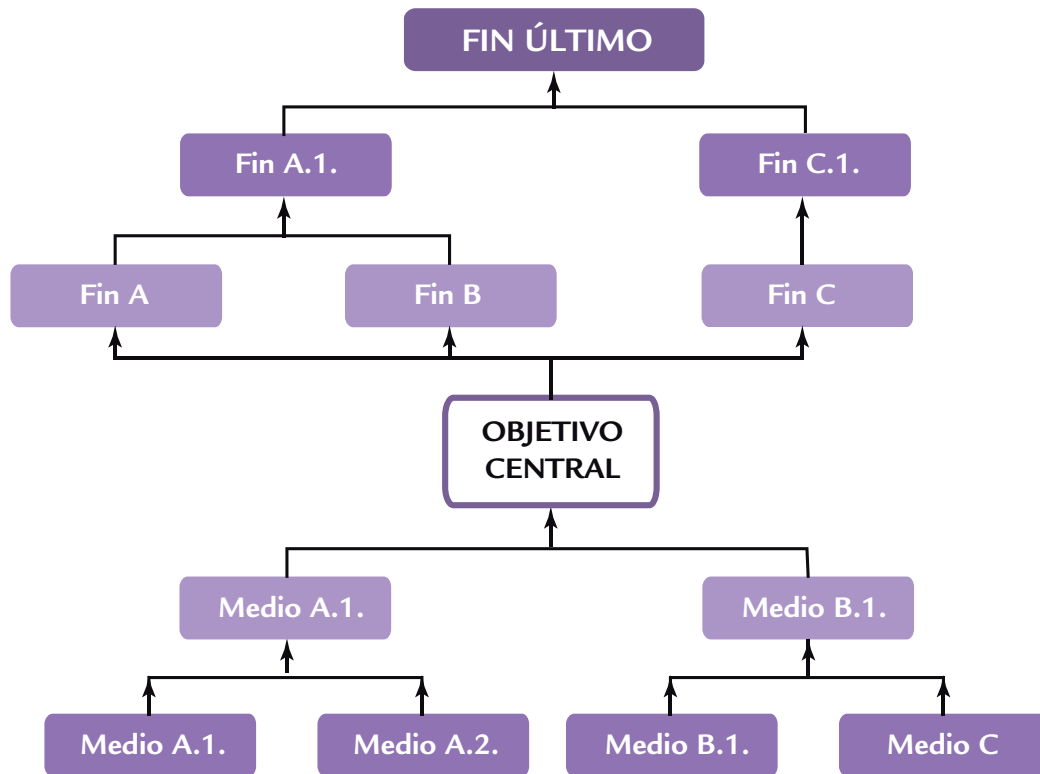 FIN ÚLTIMO
Fin A.1.
Fin C.1.
Fin A
Fin B
Fin C
OBJETIVO
CENTRAL
Medio A.1.
Medio B.1.
Medio A.1.
Medio A.2.
Medio B.1.
Medio C